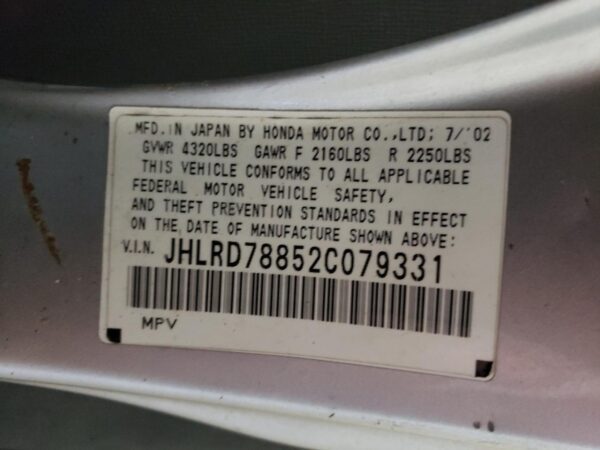 MFD. IN JAPAN BY HONDA MOTOR CO.,LTD; 7/'02
GVWR 4320LBS GAWR F 2160LBS R 2250LBS
THIS VEHICLE CONFORMS TO ALL APPLICABLE
FEDERAL MOTOR VEHICLE SAFETY,
AND THEFT PREVENTION STANDARDS IN EFFECT
ON THE DATE OF MANUFACTURE SHOWN ABOVE:
V.I.N. JHLRD78852C079331
MPV